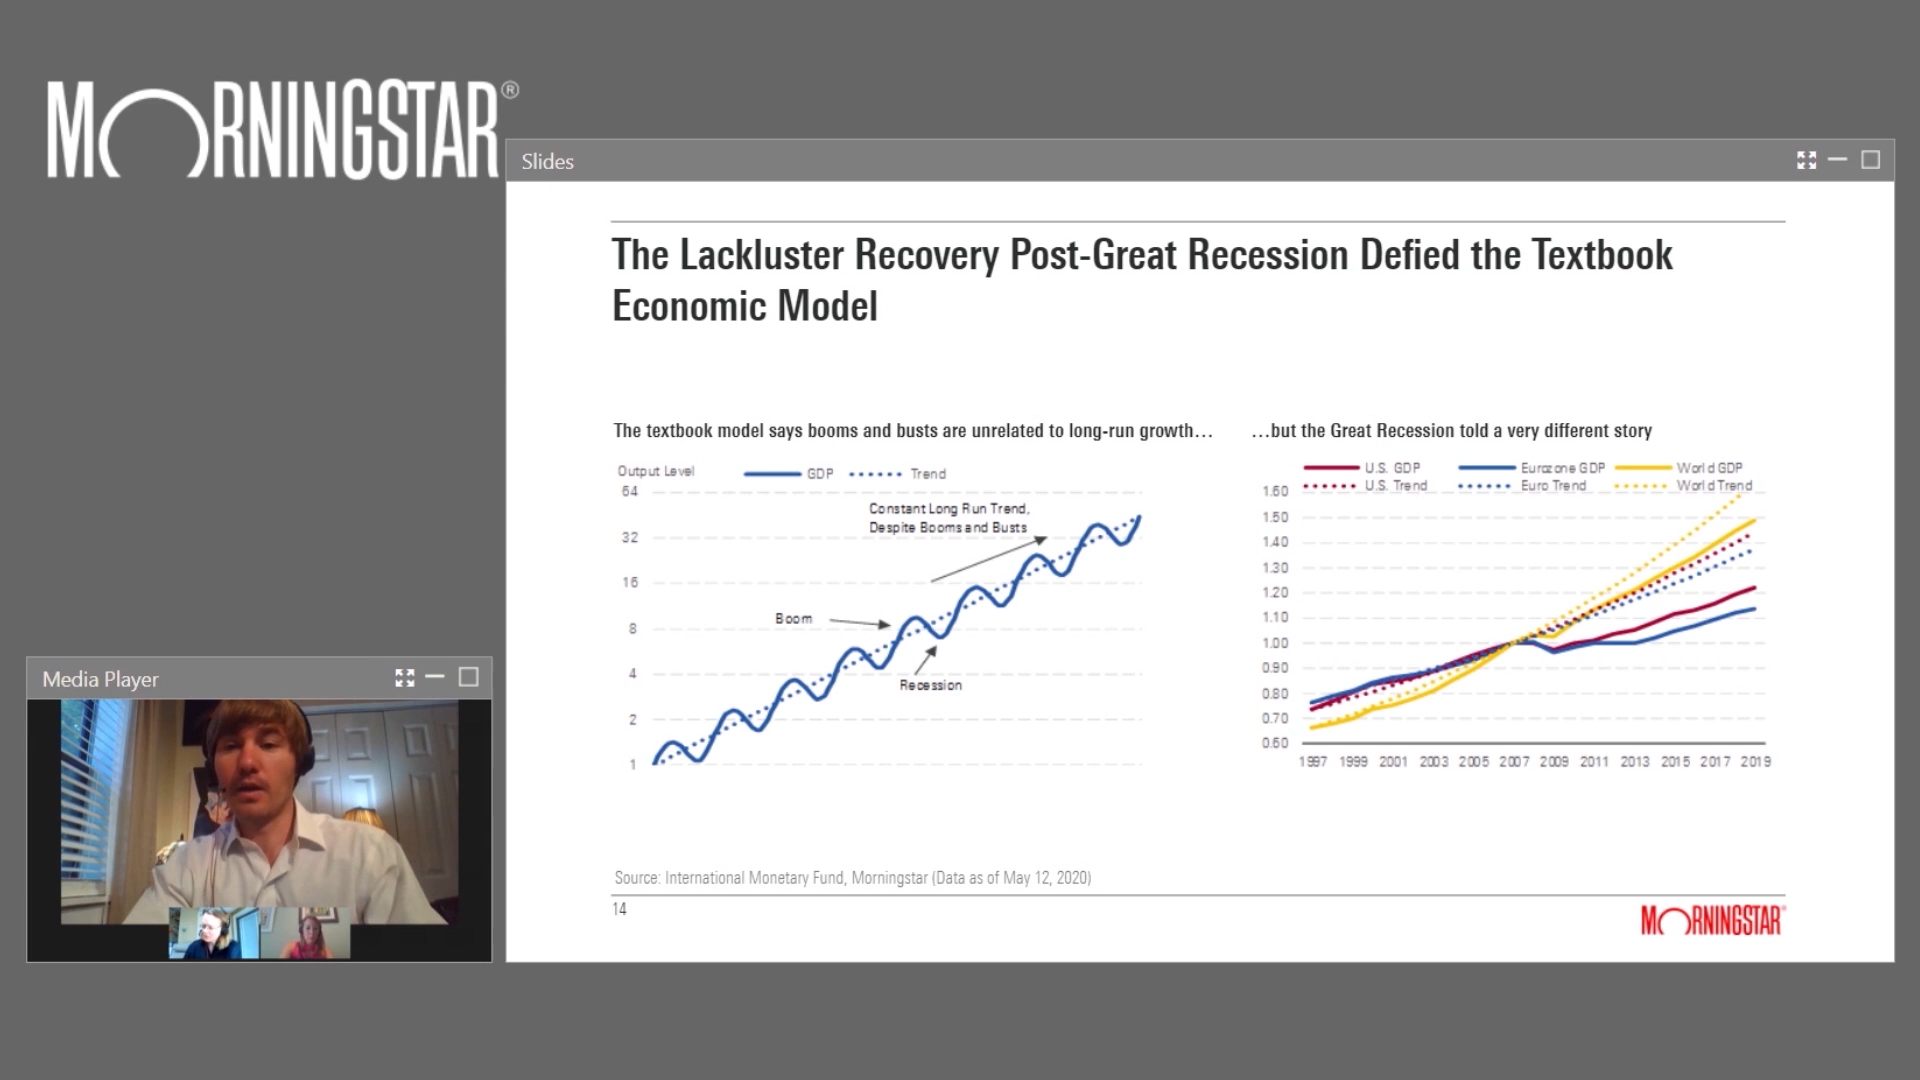 MORNINGSTAR®
Slides
The Lackluster Recovery Post-Great Recession Defied the Textbook
Economic Model
The textbook model says booms and busts are unrelated to long-run growth…
Output Level
GDP
Trend
64
32
16
8
4
2
1
Constant Long Run Trend,
Despite Booms and Busts
Boom
Recession
…but the Great Recession told a very different story
U.S. GDP
Eurozone GDP
World GDP
U.S. Trend
Euro Trend
World Trend
1.60
1.50
1.40
1.30
1.20
1.10
1.00
0.90
0.80
0.70
0.60
1997 1999 2001 2003 2005 2007 2009 2011 2013 2015 2017 2019
Source: International Monetary Fund, Morningstar (Data as of May 12, 2020)
14
MORNINGSTAR®
Media Player